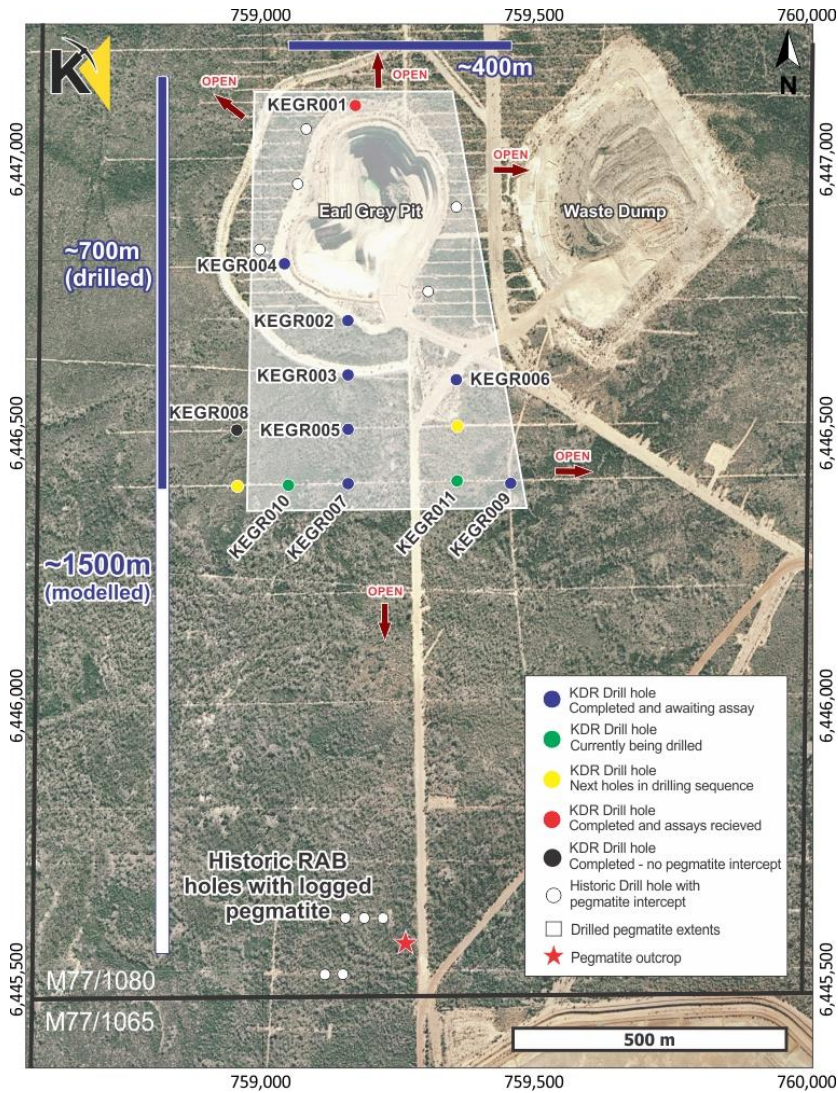 759,000
759,500
760,000
K
~400m
N
OPEN
OPEN
KEGR001
6,447,000
6,447,000
OPEN
Earl Grey Pit
Waste Dump
~700m
(drilled)
KEGR004
KEGR002
KEGR003
KEGR006
KEGR008
KEGR005
6,446,500
6,446,500
OPEN
KEGR010
KEGR007
KEGR011
KEGR009
~1500m
(modelled)
OPEN
6,446,000
6,446,000
KDR Drill hole
Completed and awaiting assay
KDR Drill hole
Currently being drilled
KDR Drill hole
Next holes in drilling sequence
KDR Drill hole
Completed and assays recieved
KDR Drill hole
Completed - no pegmatite intercept
Historic Drill hole with
pegmatite intercept
Drilled pegmatite extents
Pegmatite outcrop
Historic RAB
holes with logged
pegmatite
6,445,500
6,445,500
M77/1080
M77/1065
500 m
759,000
759,500
760,000